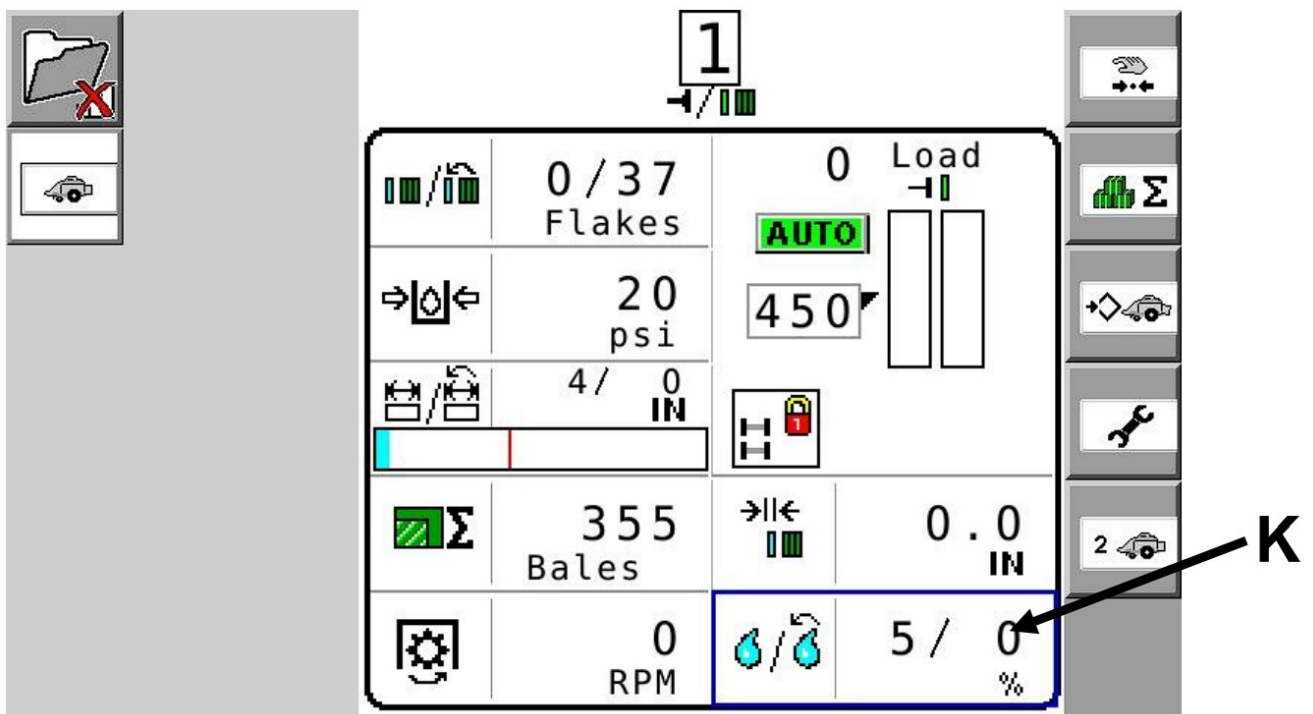 1
0/37
Flakes
0 Load
AUTO
20
psi
450
4/ 0
IN
1
Σ
355
Bales
0.0
IN
Σ
2
K
0
RPM
5/ 0
%